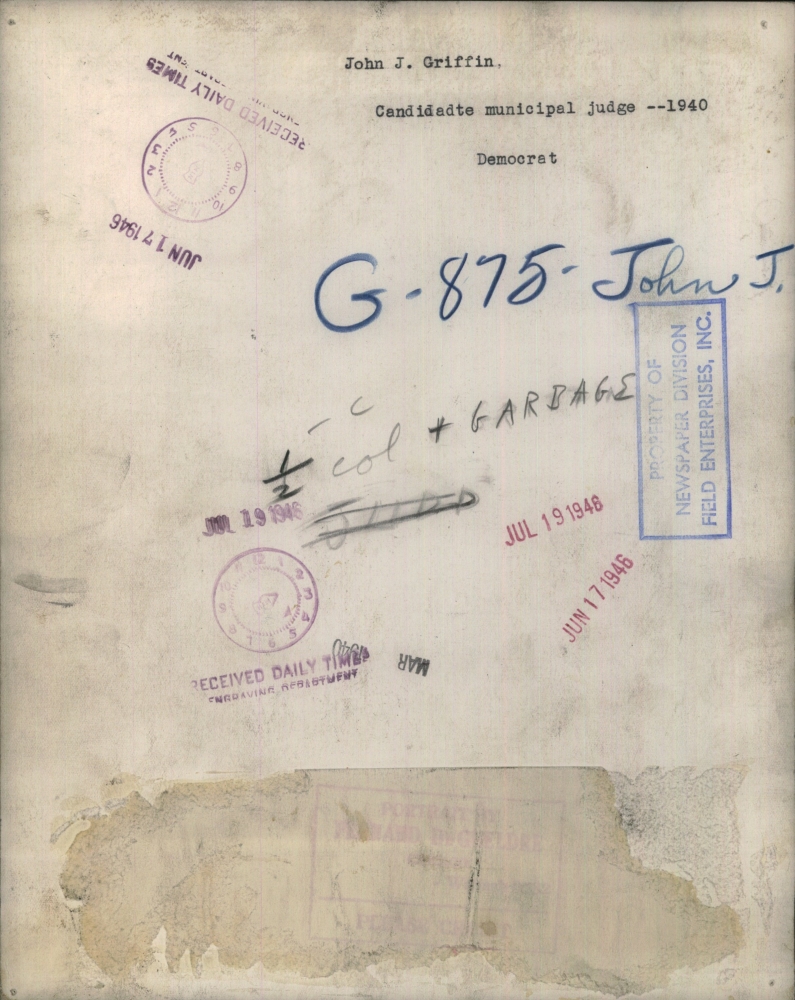 John J. Griffin,
Candidadte municipal judge --1940
Democrat
RECEIVED DAILY TIMES
JUN 17 1946
G-875- John J.
PROPERTY OF
NEWSPAPER DIVISION
FIELD ENTERPRISES, INC.
½ col + GARBAGE
JUL 19 1946
JUL 19 1946
JUN 17 1946
RECEIVED DAILY TIMES
ENGRAVING DEPARTMENT
MAR
PORTRAIT BY